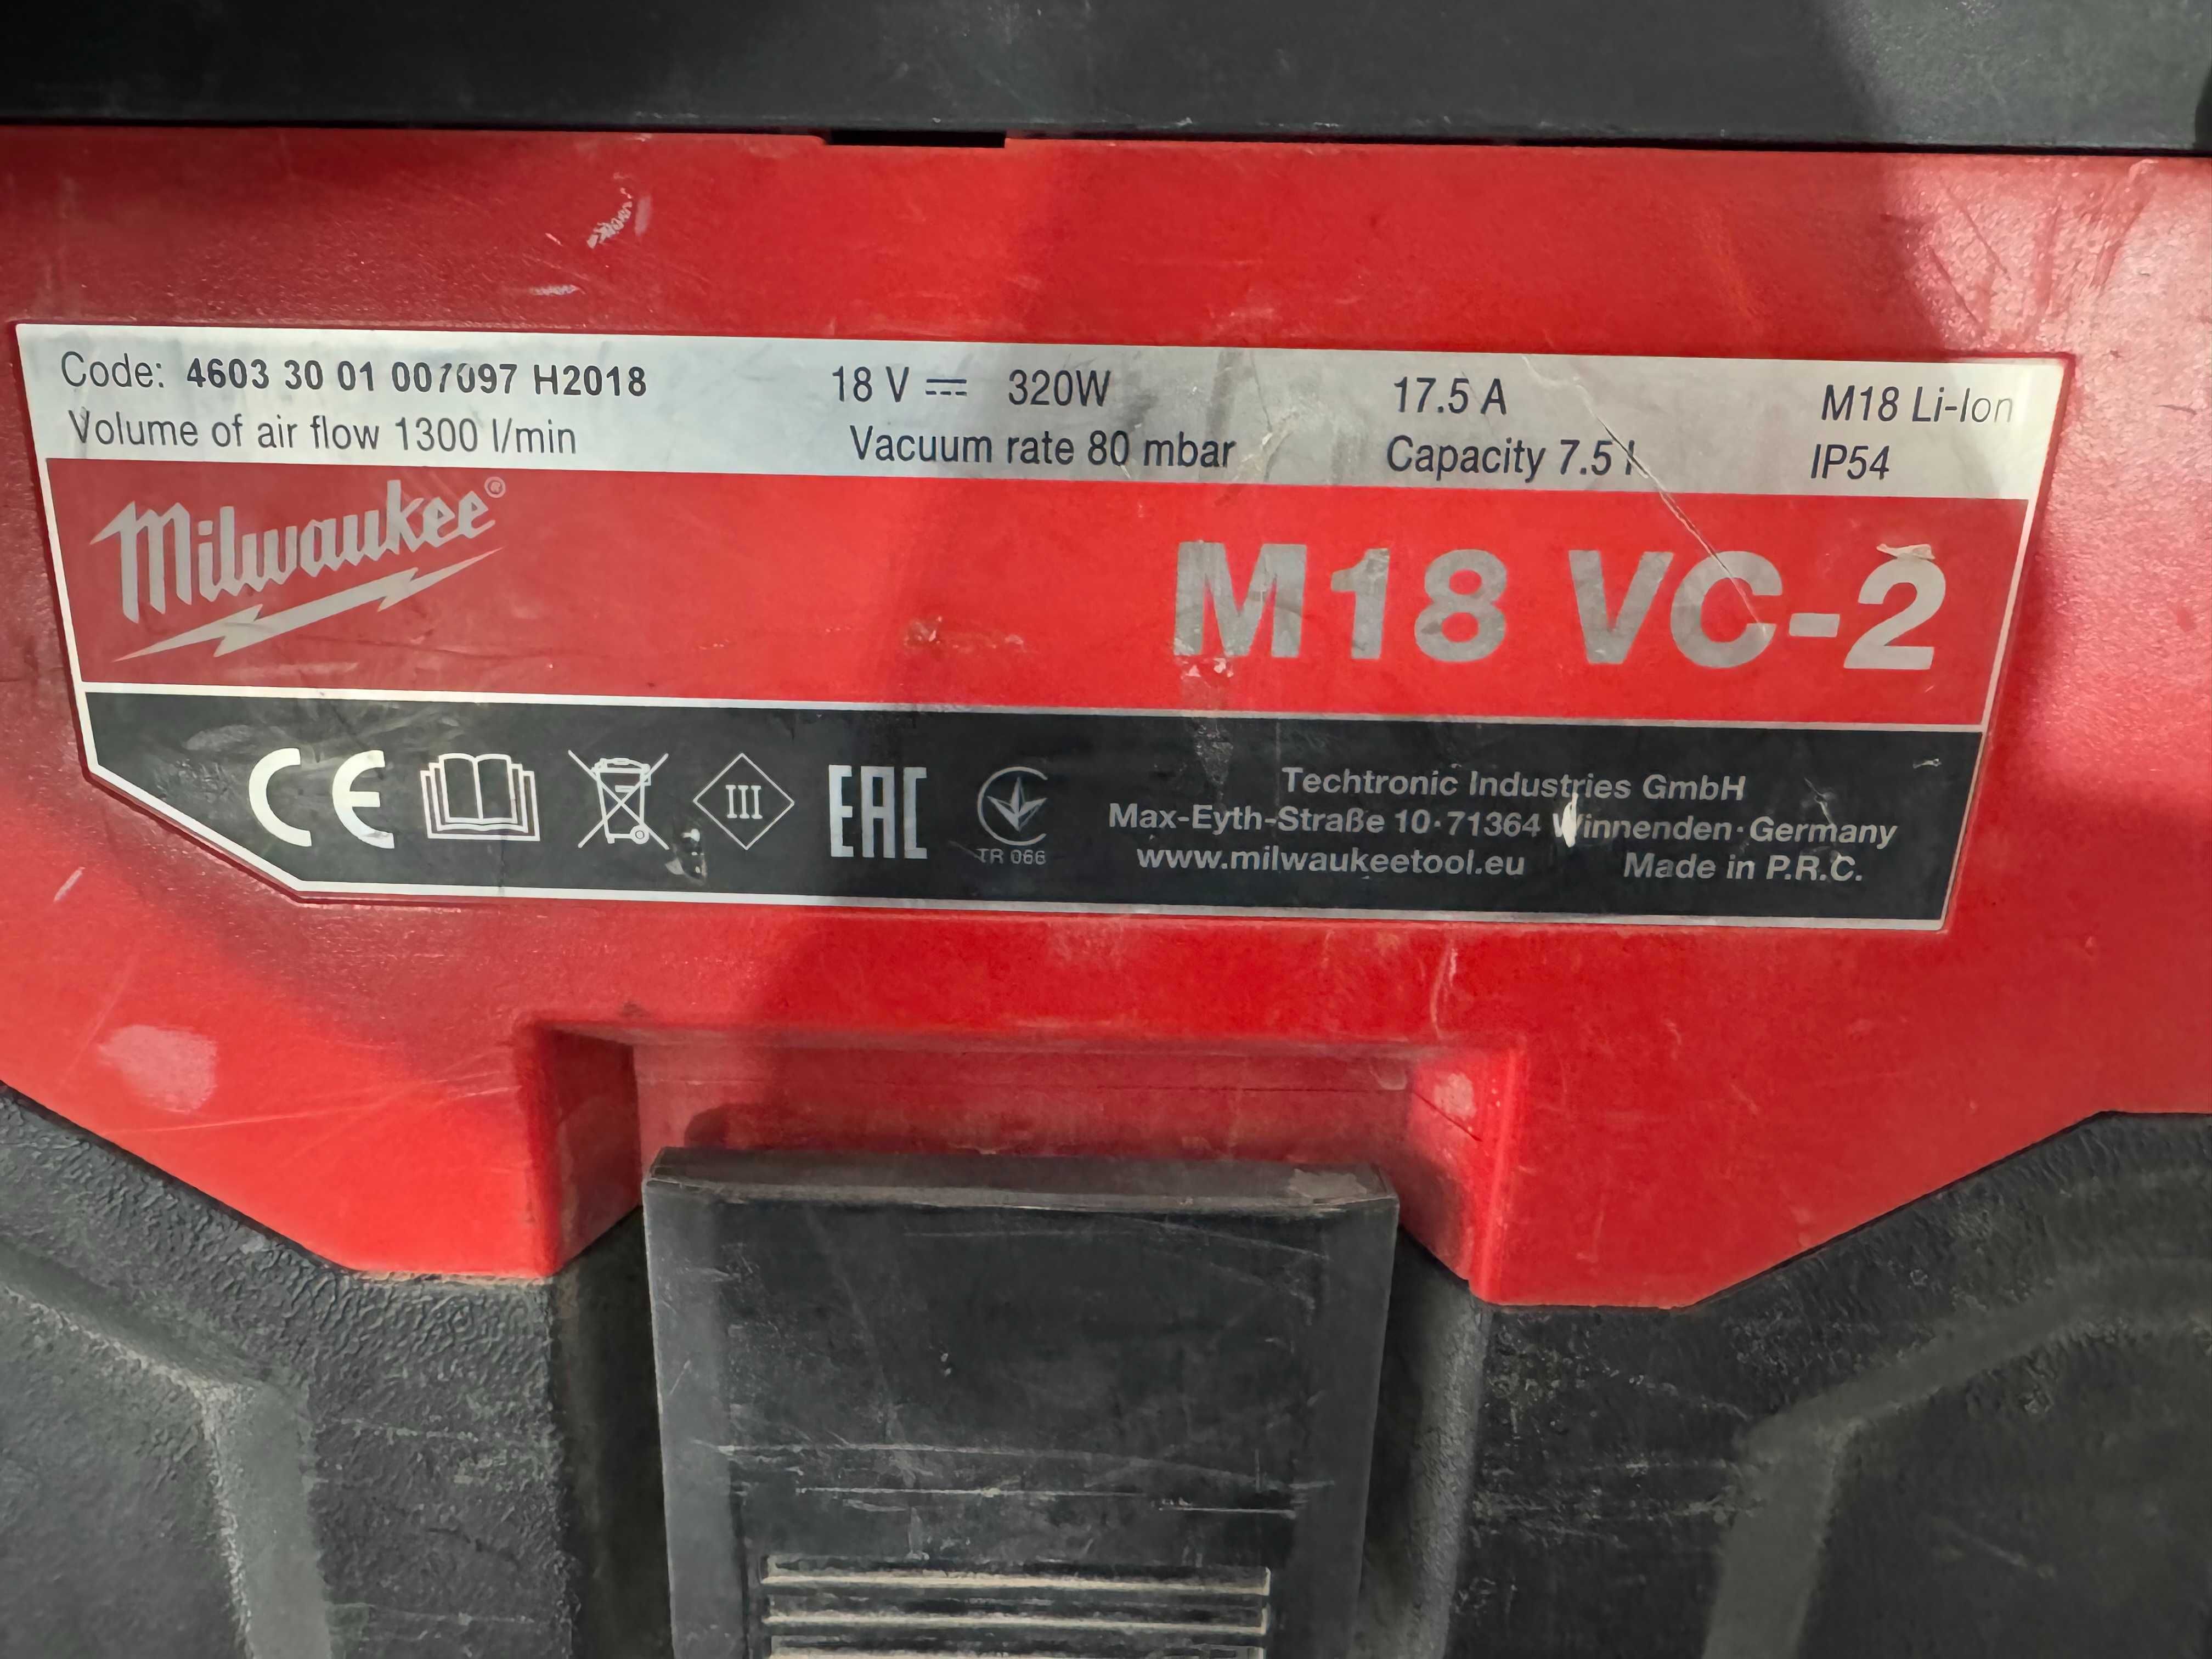 Code: 4603 30 01 007097 H2018 18 V 320W 17.5 A M18 Li-Ion
Volume of air flow 1300 l/min Vacuum rate 80 mbar Capacity 7.5 l IP54
Milwaukee®
M18 VC-2
CE III EAC TR 066
Techtronic Industries GmbH
Max-Eyth-Straße 10·71364 Winnenden·Germany
www.milwaukeetool.eu Made in P.R.C.